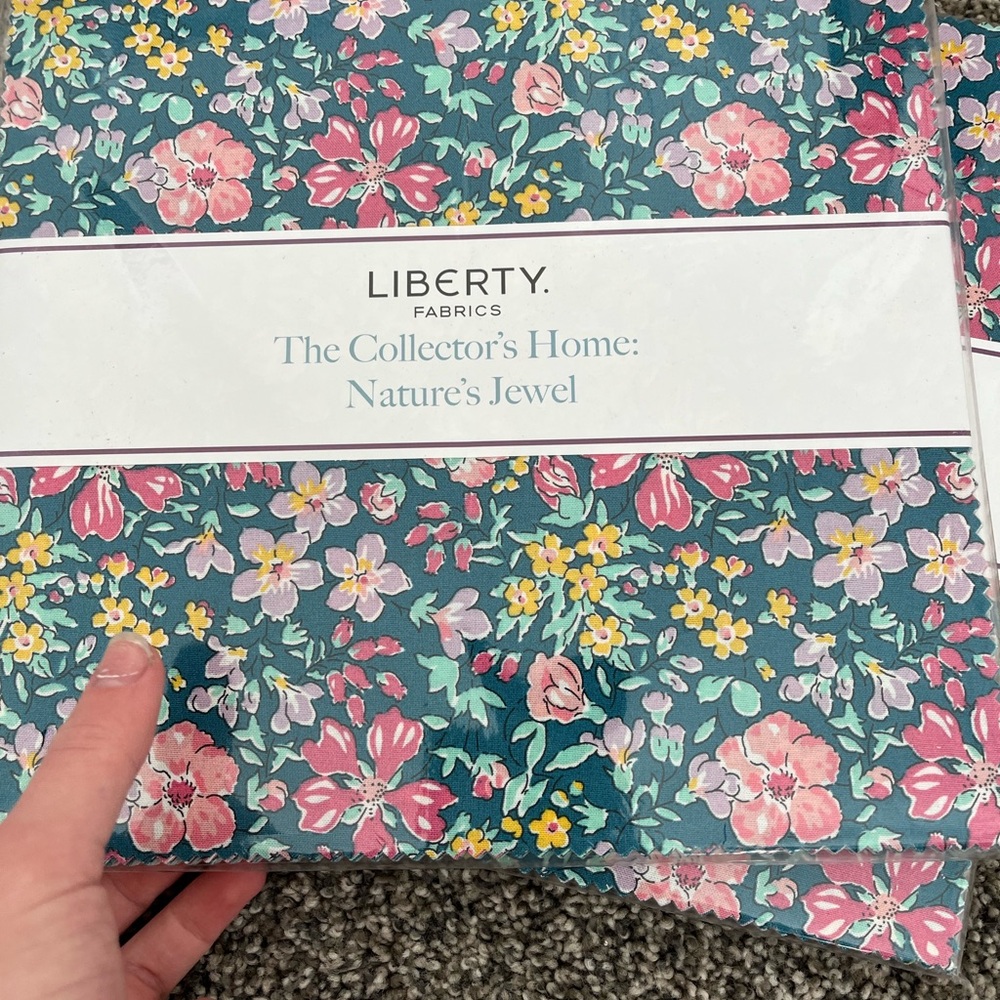 LIBERTY.
FABRICS
The Collector's Home:
Nature's Jewel